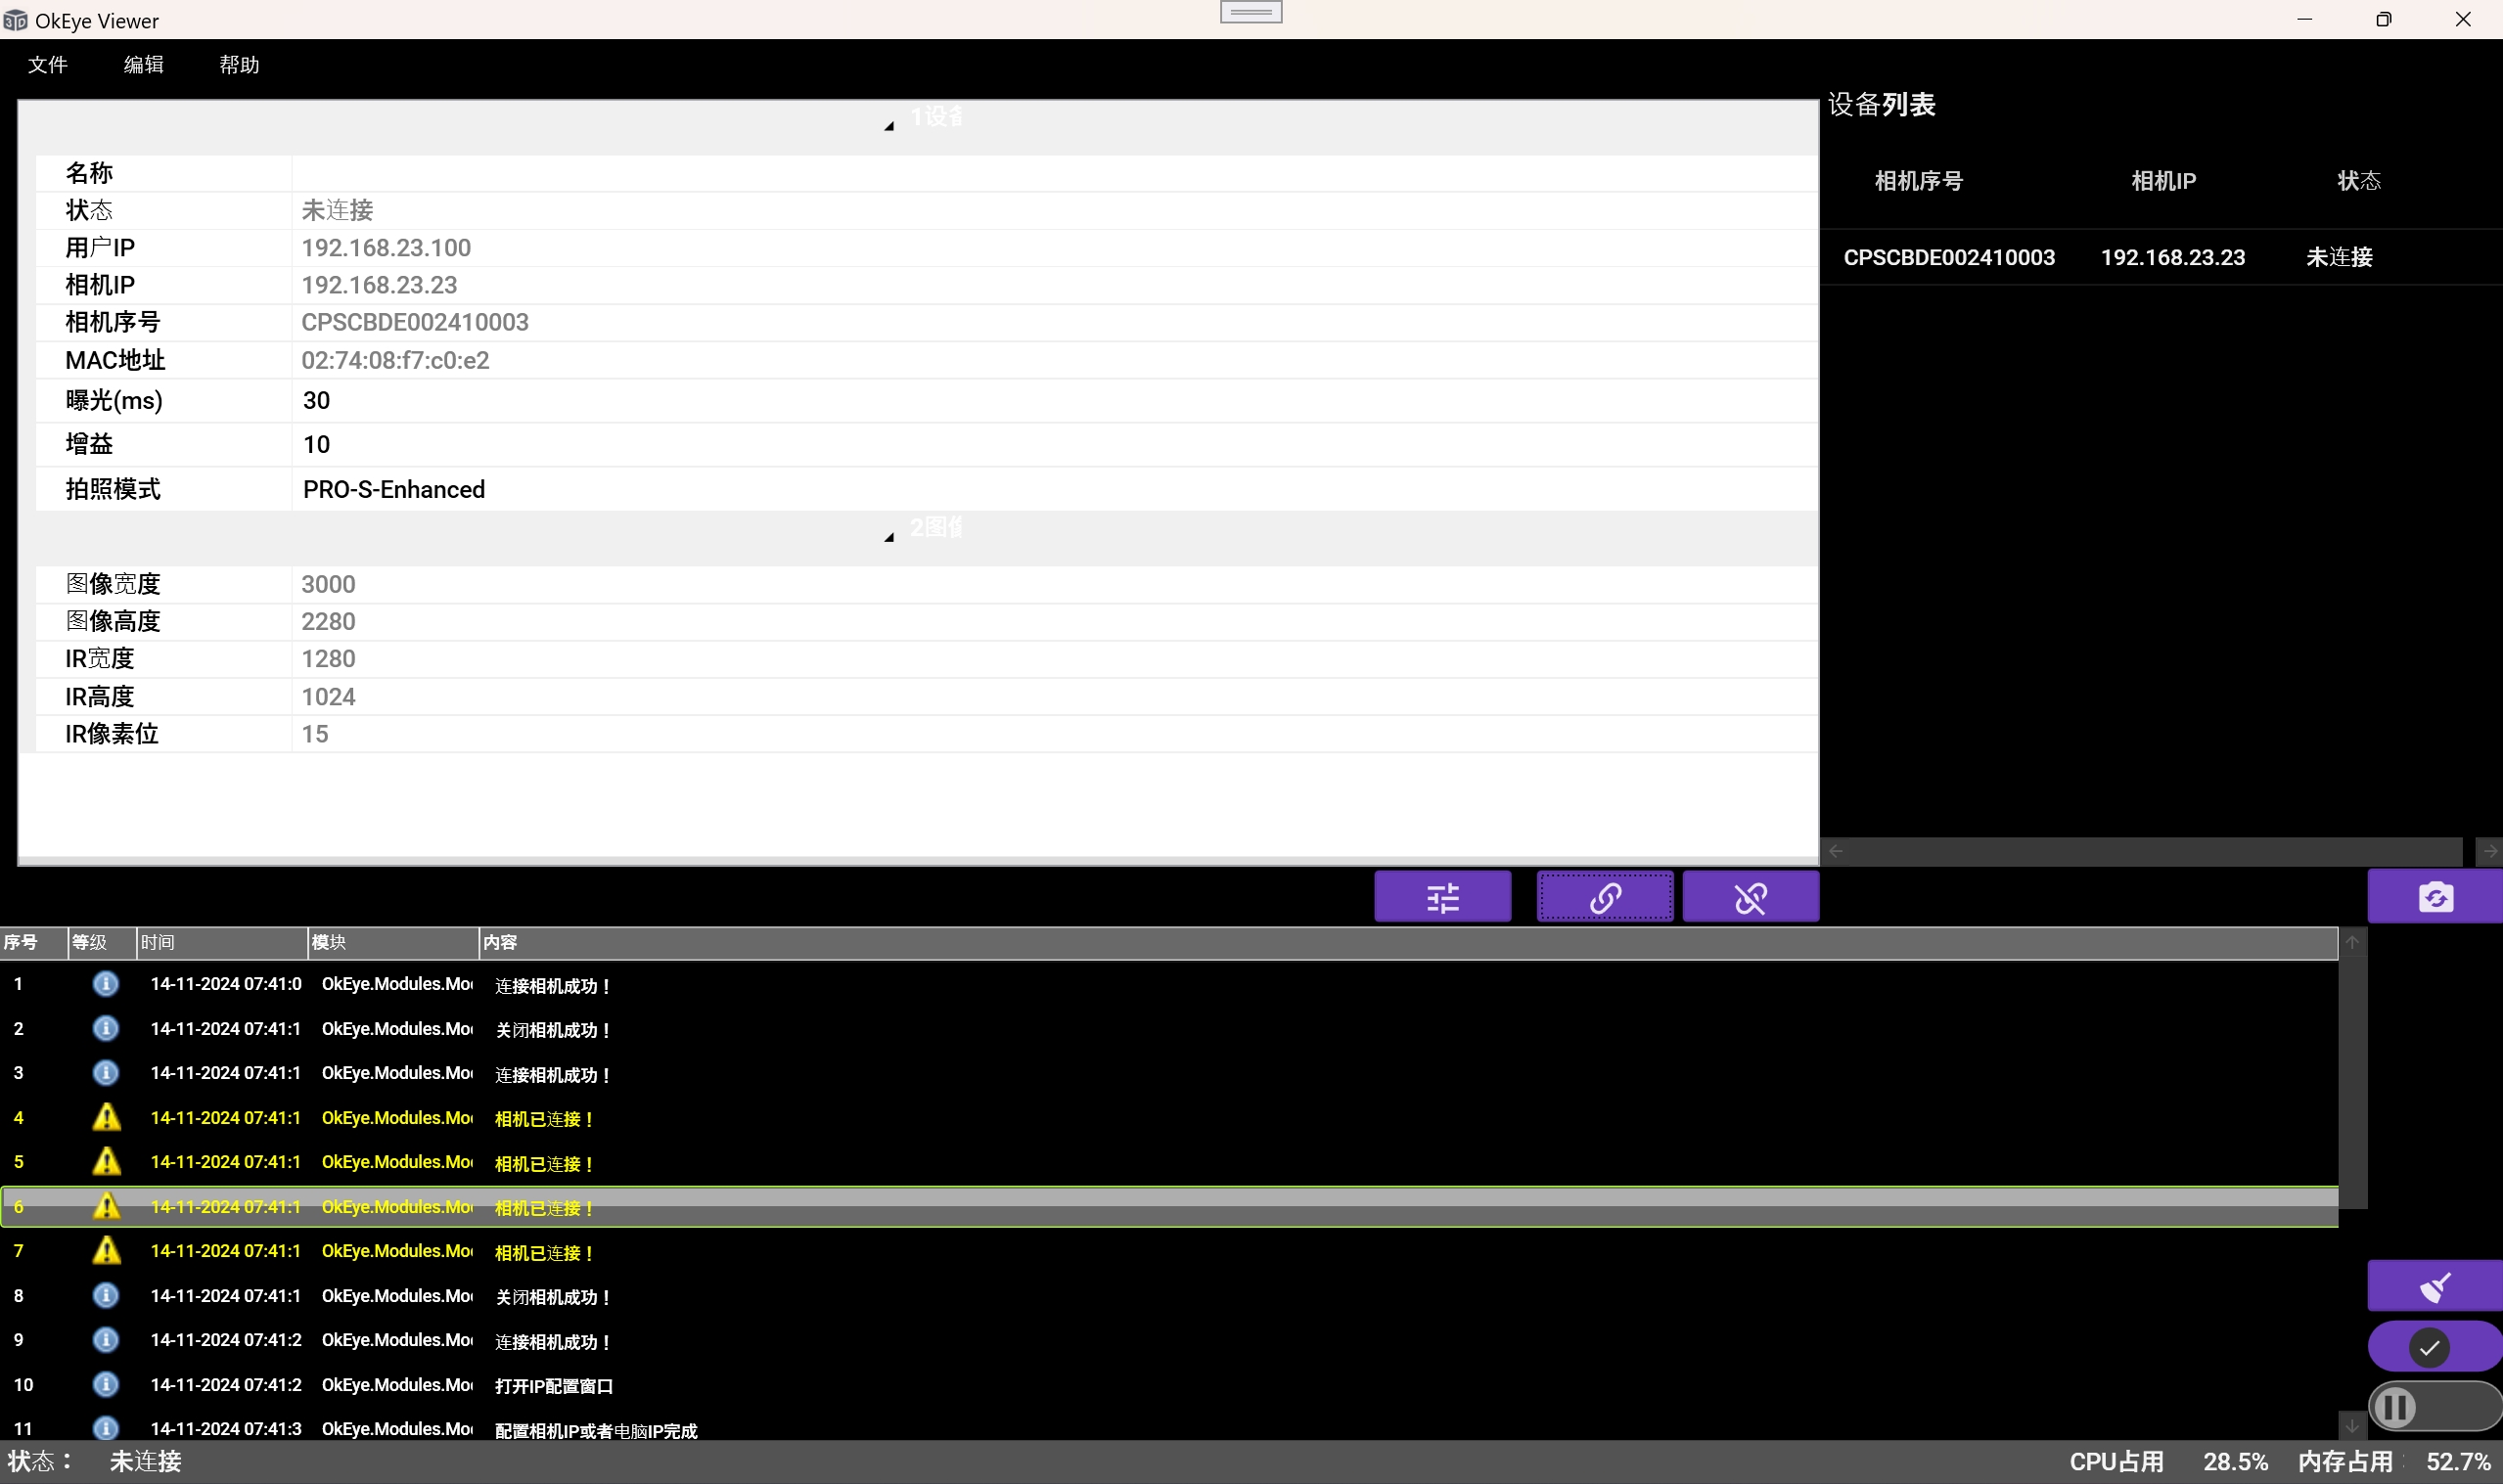 OkEye Viewer
文件 编辑 帮助
设备列表
相机序号 相机IP 状态
CPSCBDE002410003 192.168.23.23 未连接
1设
名称
状态 未连接
用户IP 192.168.23.100
相机IP 192.168.23.23
相机序号 CPSCBDE002410003
MAC地址 02:74:08:f7:c0:e2
曝光(ms) 30
增益 10
拍照模式 PRO-S-Enhanced
2图
图像宽度 3000
图像高度 2280
IR宽度 1280
IR高度 1024
IR像素位 15
序号 等级 时间 模块 内容
1 14-11-2024 07:41:0 OkEye.Modules.Mo 连接相机成功！
2 14-11-2024 07:41:1 OkEye.Modules.Mo 关闭相机成功！
3 14-11-2024 07:41:1 OkEye.Modules.Mo 连接相机成功！
4 14-11-2024 07:41:1 OkEye.Modules.Mo 相机已连接！
5 14-11-2024 07:41:1 OkEye.Modules.Mo 相机已连接！
6 14-11-2024 07:41:1 OkEye.Modules.Mo 相机已连接！
7 14-11-2024 07:41:1 OkEye.Modules.Mo 相机已连接！
8 14-11-2024 07:41:1 OkEye.Modules.Mo 关闭相机成功！
9 14-11-2024 07:41:2 OkEye.Modules.Mo 连接相机成功！
10 14-11-2024 07:41:2 OkEye.Modules.Mo 打开IP配置窗口
11 14-11-2024 07:41:3 OkEye.Modules.Mo 配置相机IP或者电脑IP完成
状态： 未连接 CPU占用 28.5% 内存占用： 52.7%